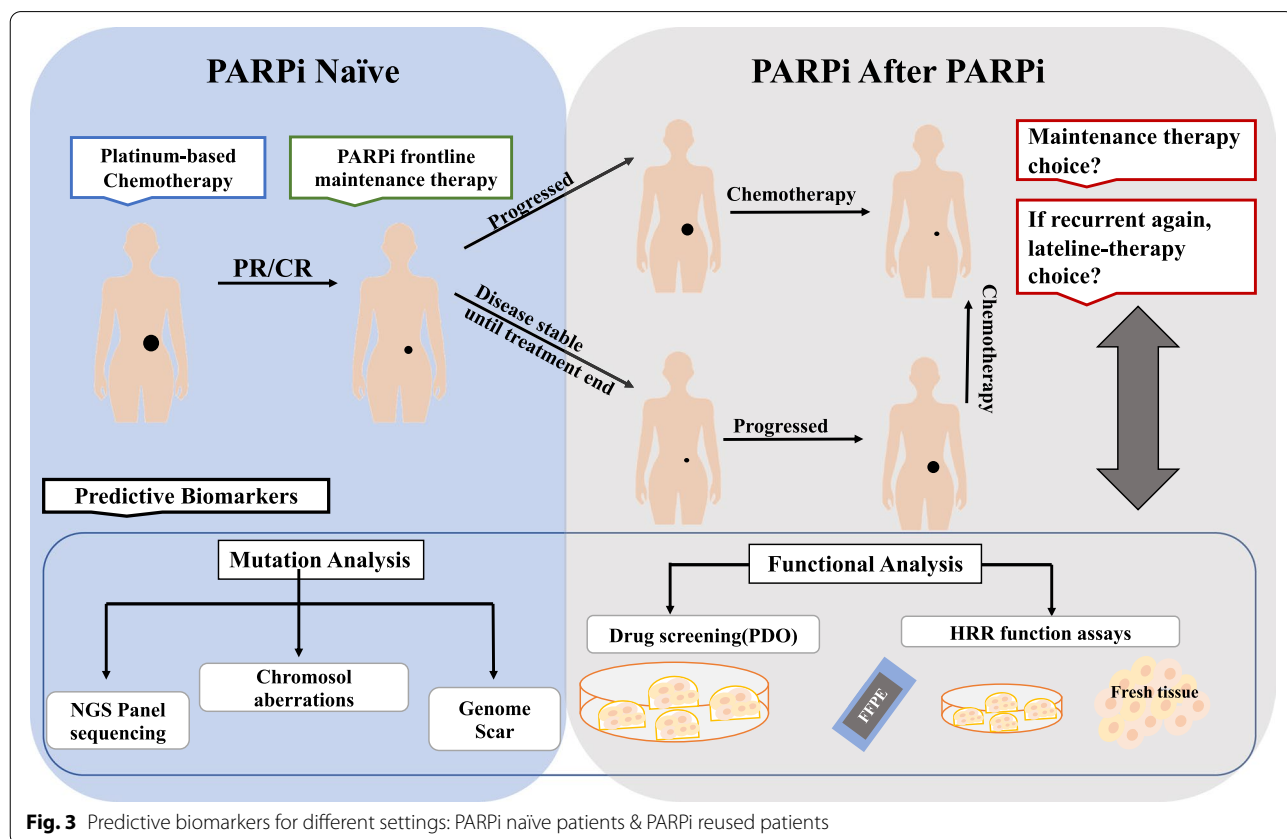 PARPi Naïve
PARPi After PARPi
Platinum-based
Chemotherapy
PARPi frontline
maintenance therapy
PR/CR
Progressed
Disease stable
until treatment end
Chemotherapy
Progressed
Chemotherapy
Maintenance therapy
choice?
If recurrent again,
lateline-therapy
choice?
Predictive Biomarkers
Mutation Analysis
NGS Panel
sequencing
Chromosol
aberrations
Genome
Scar
Functional Analysis
Drug screening(PDO)
HRR function assays
FFPE
Fresh tissue
Fig. 3 Predictive biomarkers for different settings: PARPi naïve patients & PARPi reused patients